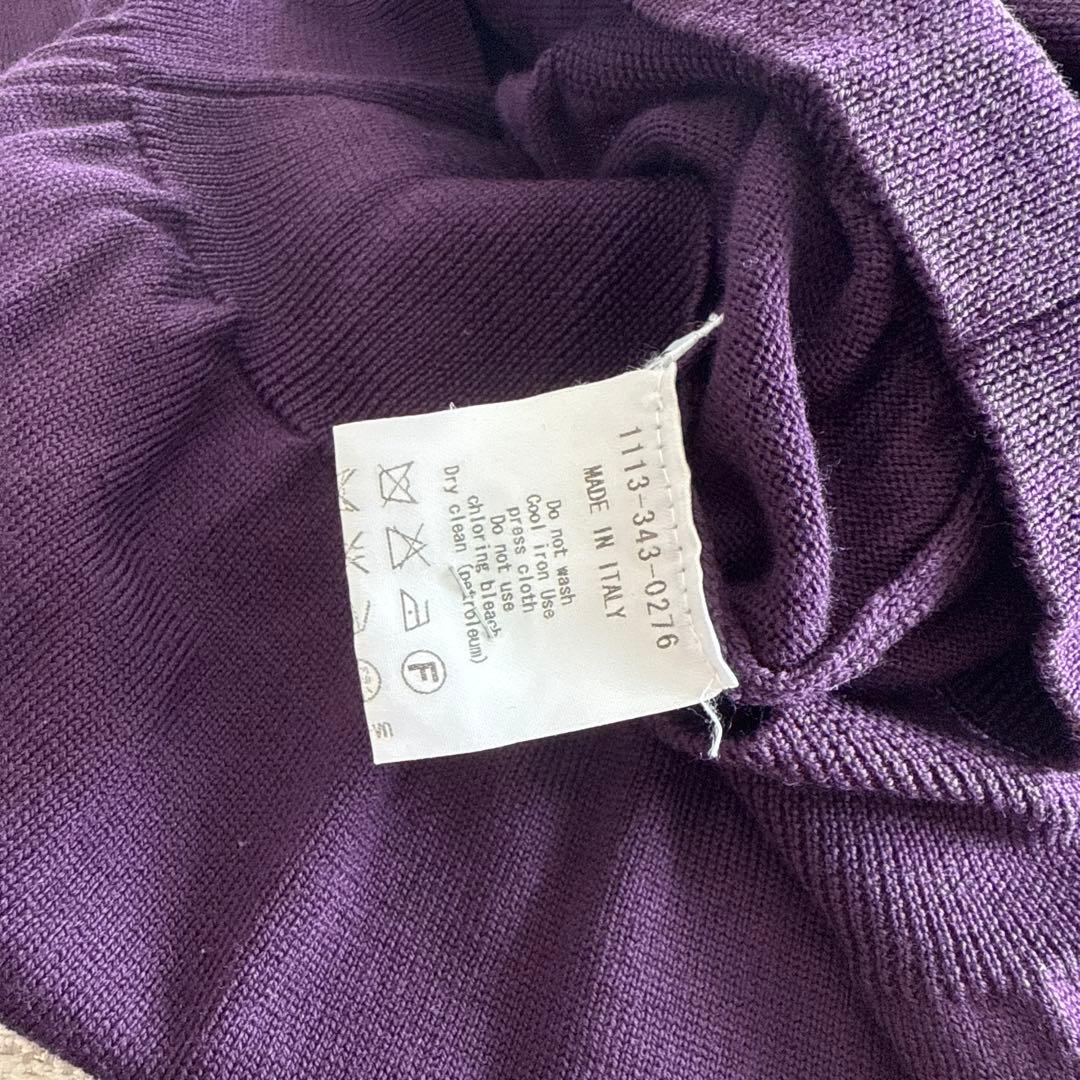 1113-343-0276
MADE IN ITALY
Do not wash
Cool iron Use
press cloth
Do not use
chloring bleach
Dry clean (petroleum)
F